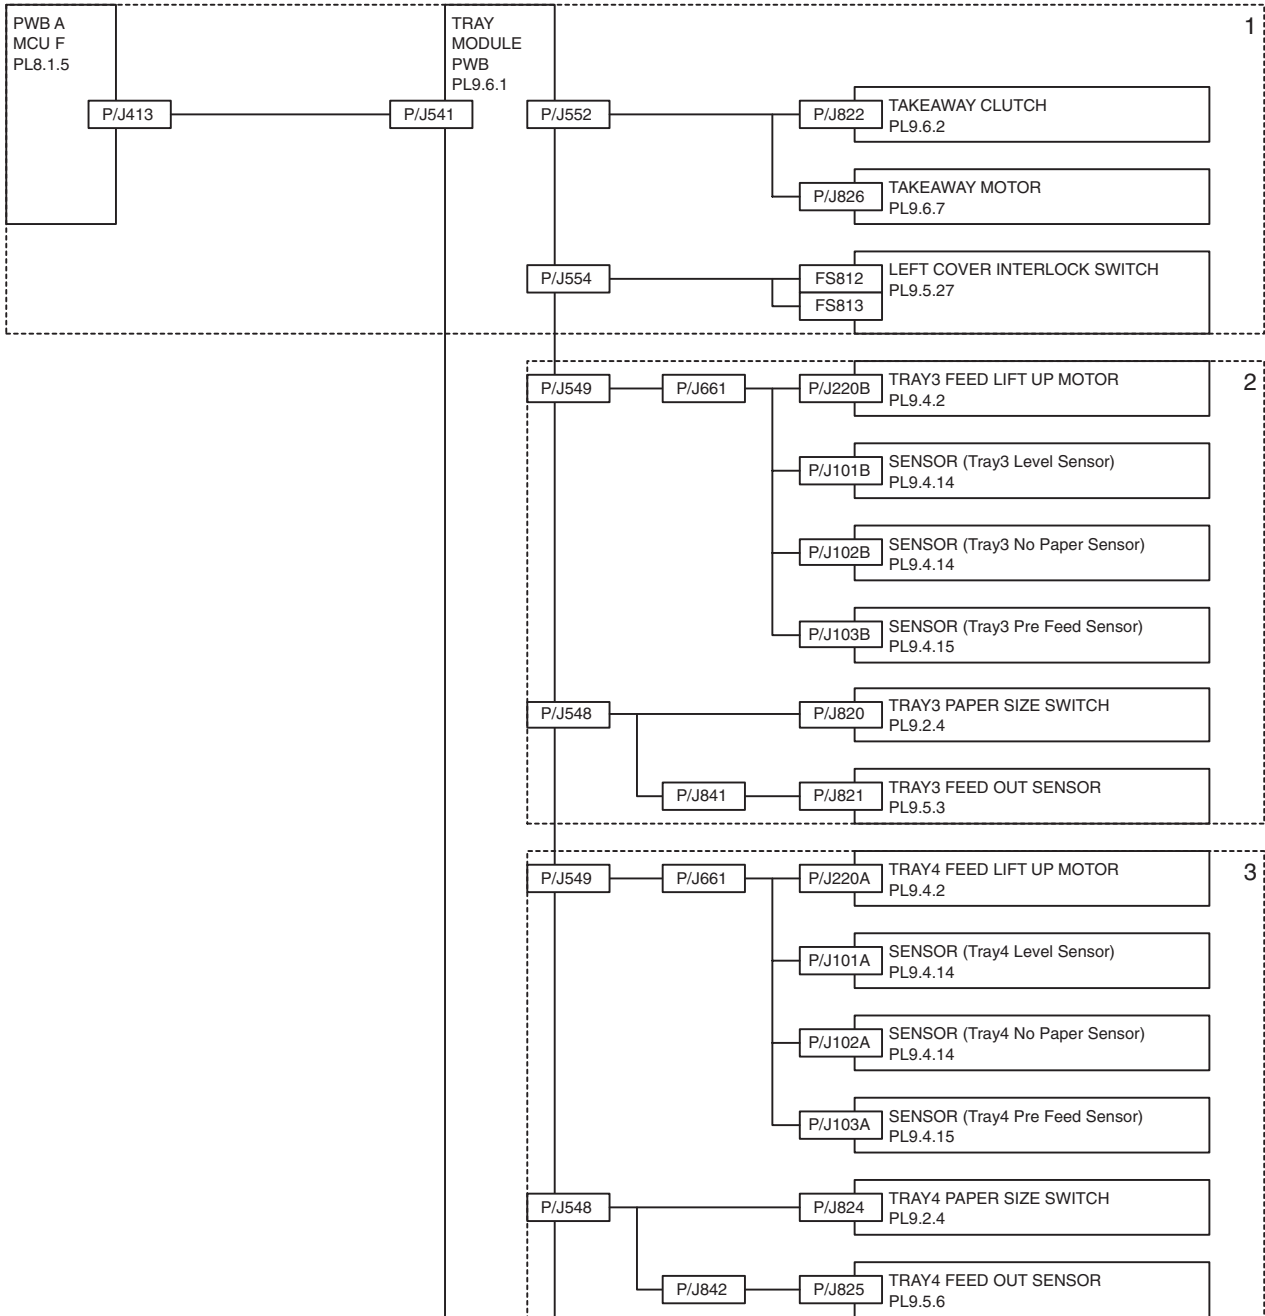 PWB A
MCU F
PL8.1.5
TRAY
MODULE
PWB
PL9.6.1
1
P/J413
P/J541
P/J552
P/J822
TAKEAWAY CLUTCH
PL9.6.2
P/J826
TAKEAWAY MOTOR
PL9.6.7
P/J554
FS812
FS813
LEFT COVER INTERLOCK SWITCH
PL9.5.27
2
P/J549
P/J661
P/J220B
TRAY3 FEED LIFT UP MOTOR
PL9.4.2
P/J101B
SENSOR (Tray3 Level Sensor)
PL9.4.14
P/J102B
SENSOR (Tray3 No Paper Sensor)
PL9.4.14
P/J103B
SENSOR (Tray3 Pre Feed Sensor)
PL9.4.15
P/J548
P/J820
TRAY3 PAPER SIZE SWITCH
PL9.2.4
P/J841
P/J821
TRAY3 FEED OUT SENSOR
PL9.5.3
3
P/J549
P/J661
P/J220A
TRAY4 FEED LIFT UP MOTOR
PL9.4.2
P/J101A
SENSOR (Tray4 Level Sensor)
PL9.4.14
P/J102A
SENSOR (Tray4 No Paper Sensor)
PL9.4.14
P/J103A
SENSOR (Tray4 Pre Feed Sensor)
PL9.4.15
P/J548
P/J824
TRAY4 PAPER SIZE SWITCH
PL9.2.4
P/J842
P/J825
TRAY4 FEED OUT SENSOR
PL9.5.6